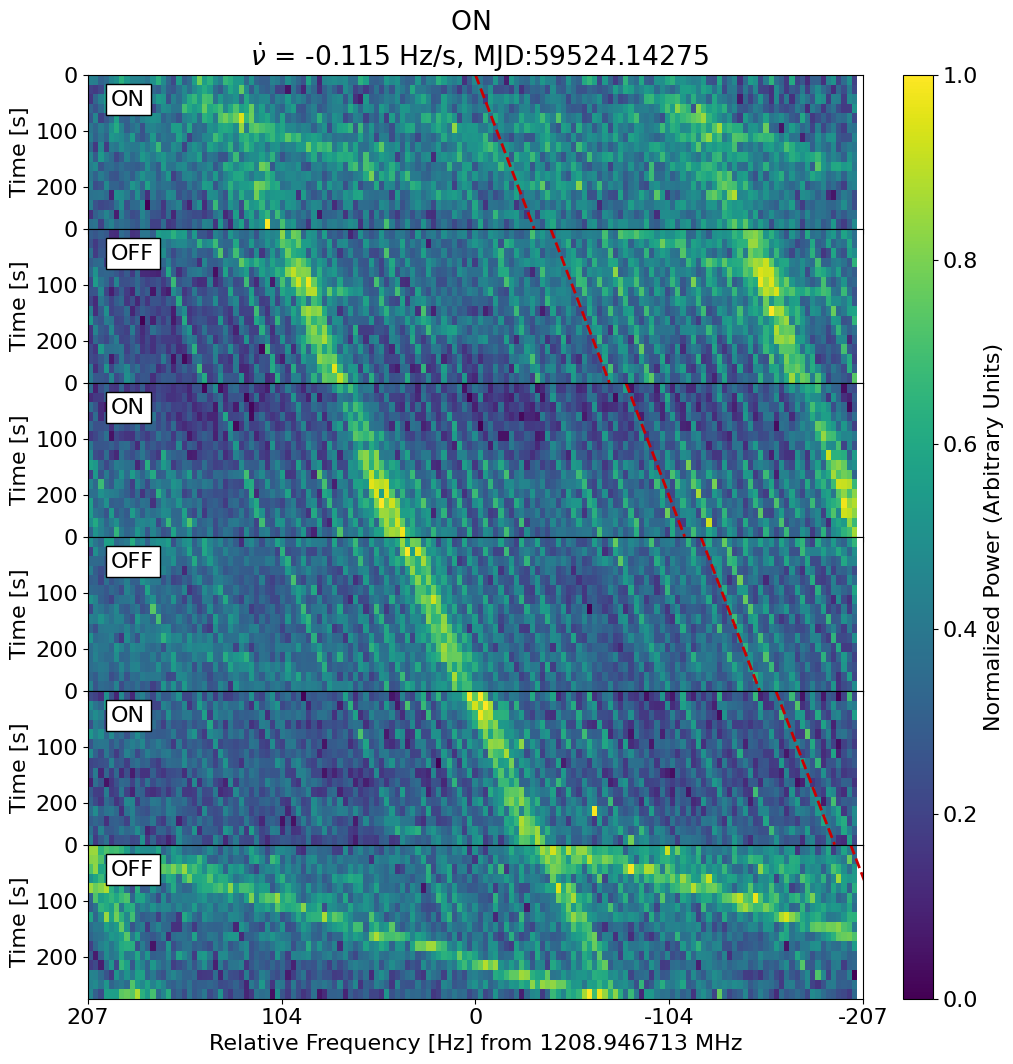 ON
ν̇ = -0.115 Hz/s, MJD:59524.14275
0
ON
100
Time [s]
200
0
OFF
100
Time [s]
200
0
ON
100
Time [s]
200
0
OFF
100
Time [s]
200
0
ON
100
Time [s]
200
0
OFF
100
Time [s]
200
207 104 0 -104 -207
Relative Frequency [Hz] from 1208.946713 MHz
1.0
0.8
0.6
0.4
0.2
0.0
Normalized Power (Arbitrary Units)